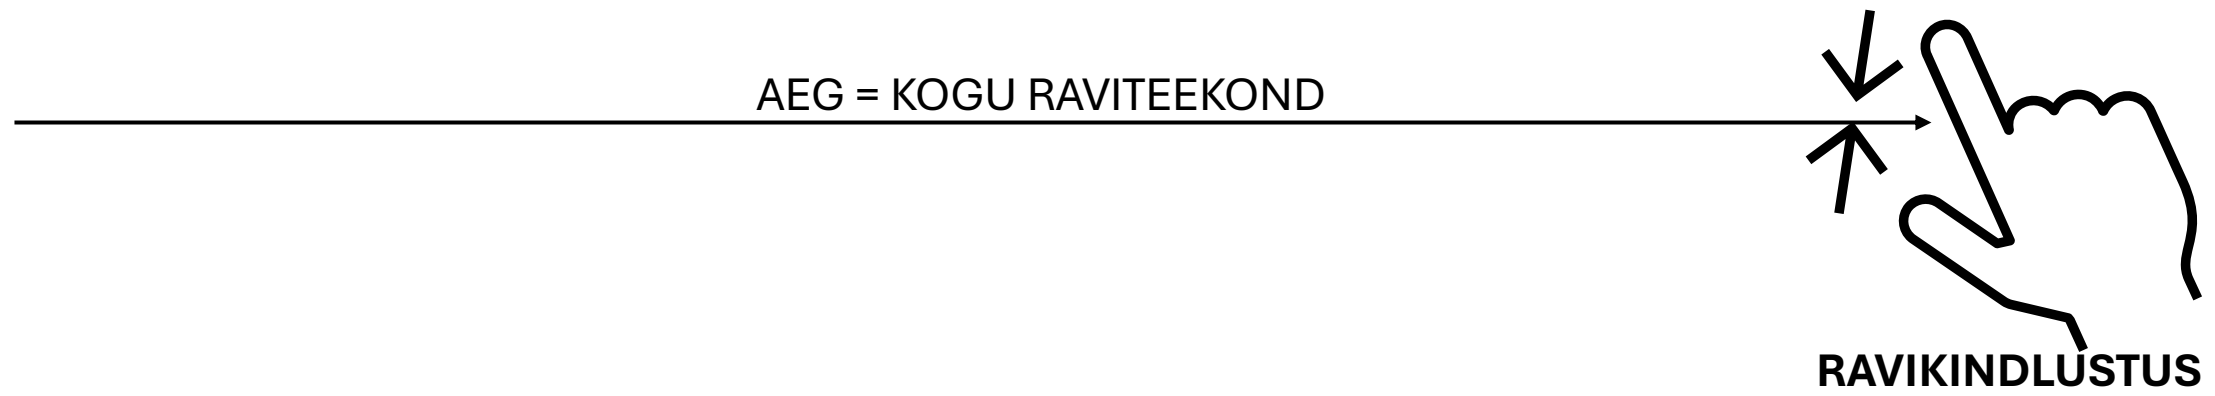 AEG = KOGU RAVITEEKOND
RAVIKINDLUSTUS